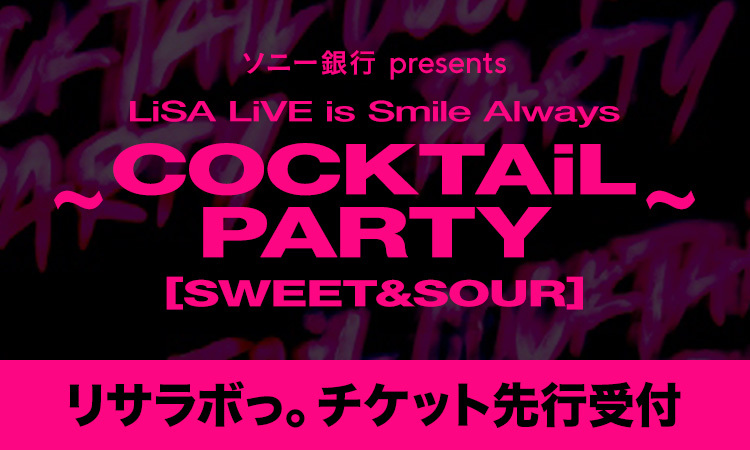 ソニー銀行 presents
LiSA LiVE is Smile Always
~COCKTAiL
PARTY~
[SWEET&SOUR]
リサラボっ。チケット先行受付